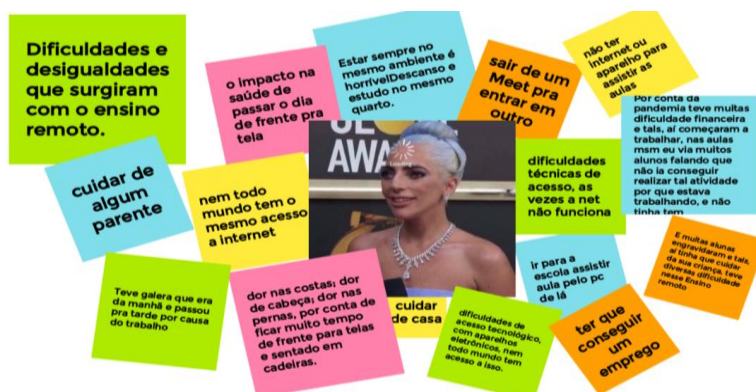 Dificuldades e
desigualdades
que surgiram
com o ensino
remoto.
o impacto na
saúde de
passar o dia
de frente pra
tela
Estar sempre no
mesmo ambiente é
horrívelDescanso e
estudo no mesmo
quarto.
sair de um
Meet pra
entrar em
outro
não ter
internet ou
aparelho para
assistir as
aulas
cuidar de
algum
parente
nem todo
mundo tem o
mesmo acesso
a internet
AWA
dificuldades
técnicas de
acesso, as
vezes a net
não funciona
Por conta da
pandemia teve muitas
dificuldade financeira
e tais, aí começaram a
trabalhar, nas aulas
msm eu via muitos
alunos falando que
não ia conseguir
realizar tal atividade
por que estava
trabalhando, e não
tinha tem
Teve galera que era
da manhã e passou
pra tarde por causa
do trabalho
dor nas costas; dor
de cabeça; dor nas
pernas, por conta de
ficar muito tempo
de frente para telas
e sentado em
cadeiras.
cuidar
de casa
dificuldades de
acesso tecnológico,
com aparelhos
eletrônicos, nem
todo mundo tem
acesso a isso.
ir para a
escola assistir
aula pelo pc
de lá
ter que
conseguir
um
emprego
E muitas alunas
engravidaram e tais,
aí tinha que cuidar
da sua criança, teve
diversas dificuldade
nesse Ensino
remoto